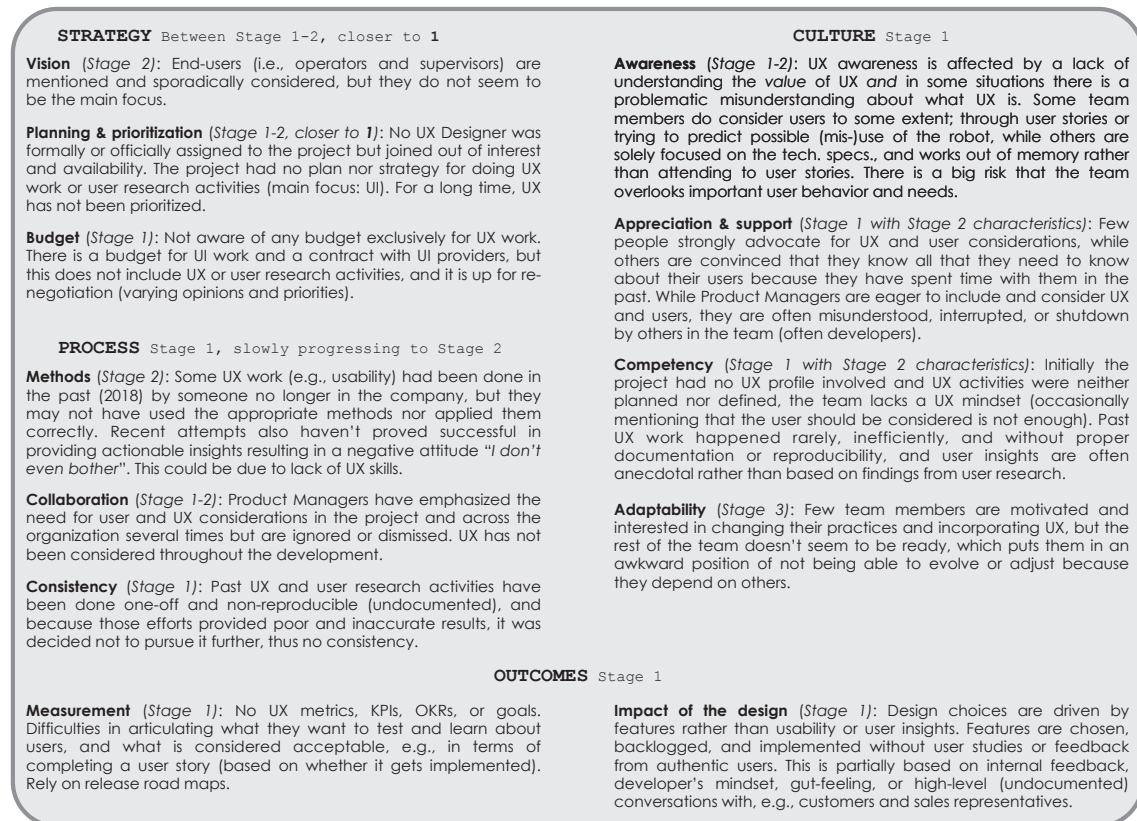 STRATEGY Between Stage 1-2, closer to 1
Vision (Stage 2): End-users (i.e., operators and supervisors) are
mentioned and sporadically considered, but they do not seem to
be the main focus.
Planning & prioritization (Stage 1-2, closer to 1): No UX Designer was
formally or officially assigned to the project but joined out of interest
and availability. The project had no plan nor strategy for doing UX
work or user research activities (main focus: UI). For a long time, UX
has not been prioritized.
Budget (Stage 1): Not aware of any budget exclusively for UX work.
There is a budget for UI work and a contract with UI providers, but
this does not include UX or user research activities, and it is up for re-
negotiation (varying opinions and priorities).
PROCESS Stage 1, slowly progressing to Stage 2
Methods (Stage 2): Some UX work (e.g., usability) had been done in
the past (2018) by someone no longer in the company, but they
may not have used the appropriate methods nor applied them
correctly. Recent attempts also haven't proved successful in
providing actionable insights resulting in a negative attitude "I don't
even bother". This could be due to lack of UX skills.
Collaboration (Stage 1-2): Product Managers have emphasized the
need for user and UX considerations in the project and across the
organization several times but are ignored or dismissed. UX has not
been considered throughout the development.
Consistency (Stage 1): Past UX and user research activities have
been done one-off and non-reproducible (undocumented), and
because those efforts provided poor and inaccurate results, it was
decided not to pursue it further, thus no consistency.
CULTURE Stage 1
Awareness (Stage 1-2): UX awareness is affected by a lack of
understanding the value of UX and in some situations there is a
problematic misunderstanding about what UX is. Some team
members do consider users to some extent; through user stories or
trying to predict possible (mis-)use of the robot, while others are
solely focused on the tech. specs., and works out of memory rather
than attending to user stories. There is a big risk that the team
overlooks important user behavior and needs.
Appreciation & support (Stage 1 with Stage 2 characteristics): Few
people strongly advocate for UX and user considerations, while
others are convinced that they know all that they need to know
about their users because they have spent time with them in the
past. While Product Managers are eager to include and consider UX
and users, they are often misunderstood, interrupted, or shutdown
by others in the team (often developers).
Competency (Stage 1 with Stage 2 characteristics): Initially the
project had no UX profile involved and UX activities were neither
planned nor defined, the team lacks a UX mindset (occasionally
mentioning that the user should be considered is not enough). Past
UX work happened rarely, inefficiently, and without proper
documentation or reproducibility, and user insights are often
anecdotal rather than based on findings from user research.
Adaptability (Stage 3): Few team members are motivated and
interested in changing their practices and incorporating UX, but the
rest of the team doesn't seem to be ready, which puts them in an
awkward position of not being able to evolve or adjust because
they depend on others.
OUTCOMES Stage 1
Measurement (Stage 1): No UX metrics, KPIs, OKRs, or goals.
Difficulties in articulating what they want to test and learn about
users, and what is considered acceptable, e.g., in terms of
completing a user story (based on whether it gets implemented).
Rely on release road maps.
Impact of the design (Stage 1): Design choices are driven by
features rather than usability or user insights. Features are chosen,
backlogged, and implemented without user studies or feedback
from authentic users. This is partially based on internal feedback,
developer's mindset, gut-feeling, or high-level (undocumented)
conversations with, e.g., customers and sales representatives.